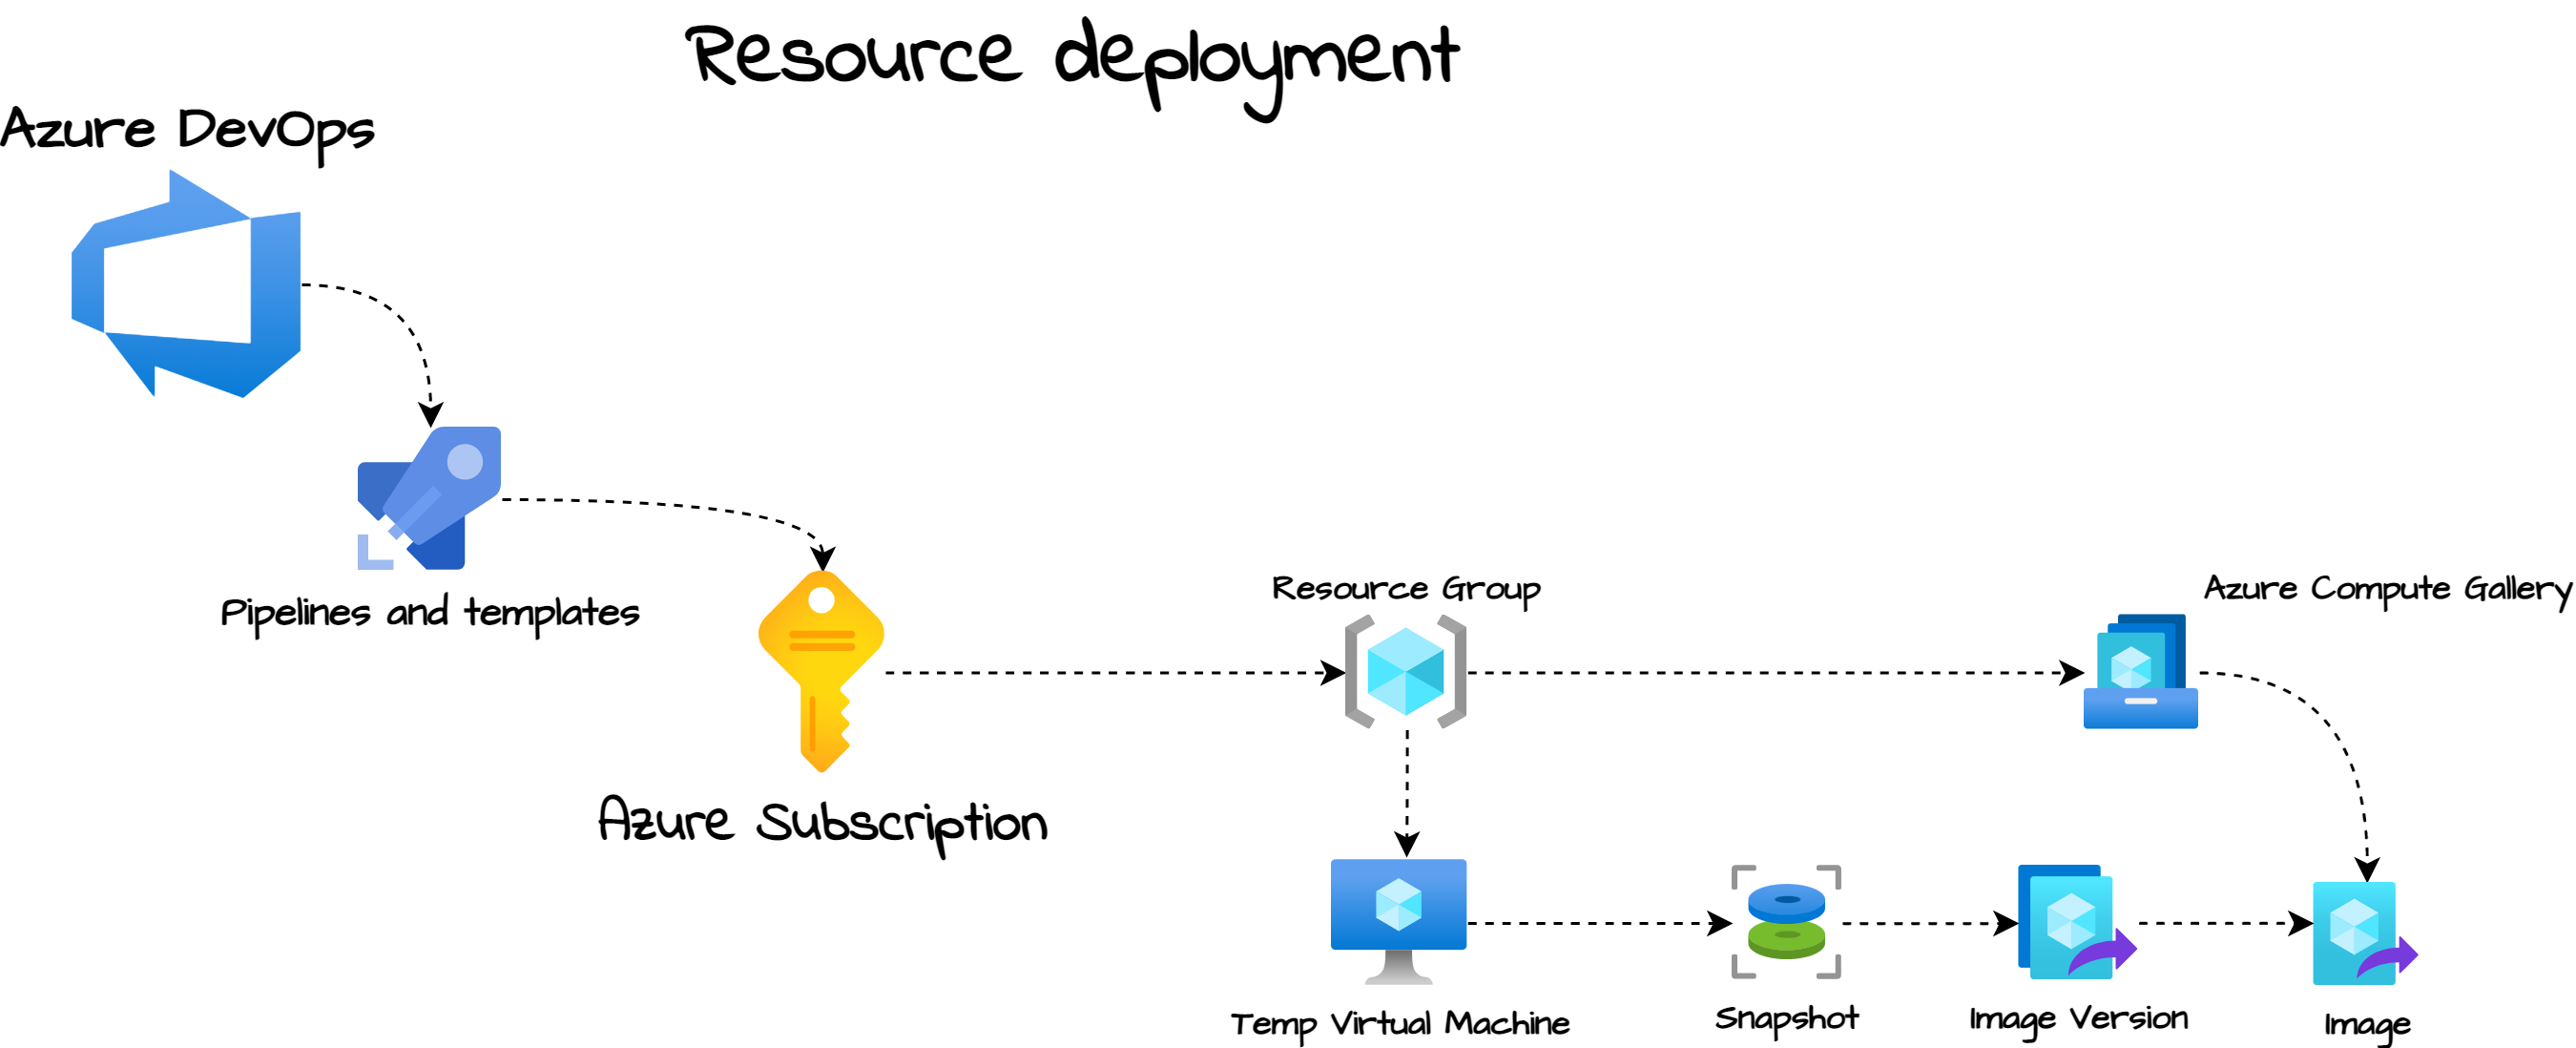 Resource deployment
Azure DevOps
Pipelines and templates
Azure Subscription
Resource Group
Azure Compute Gallery
Temp Virtual Machine
Snapshot
Image Version
Image